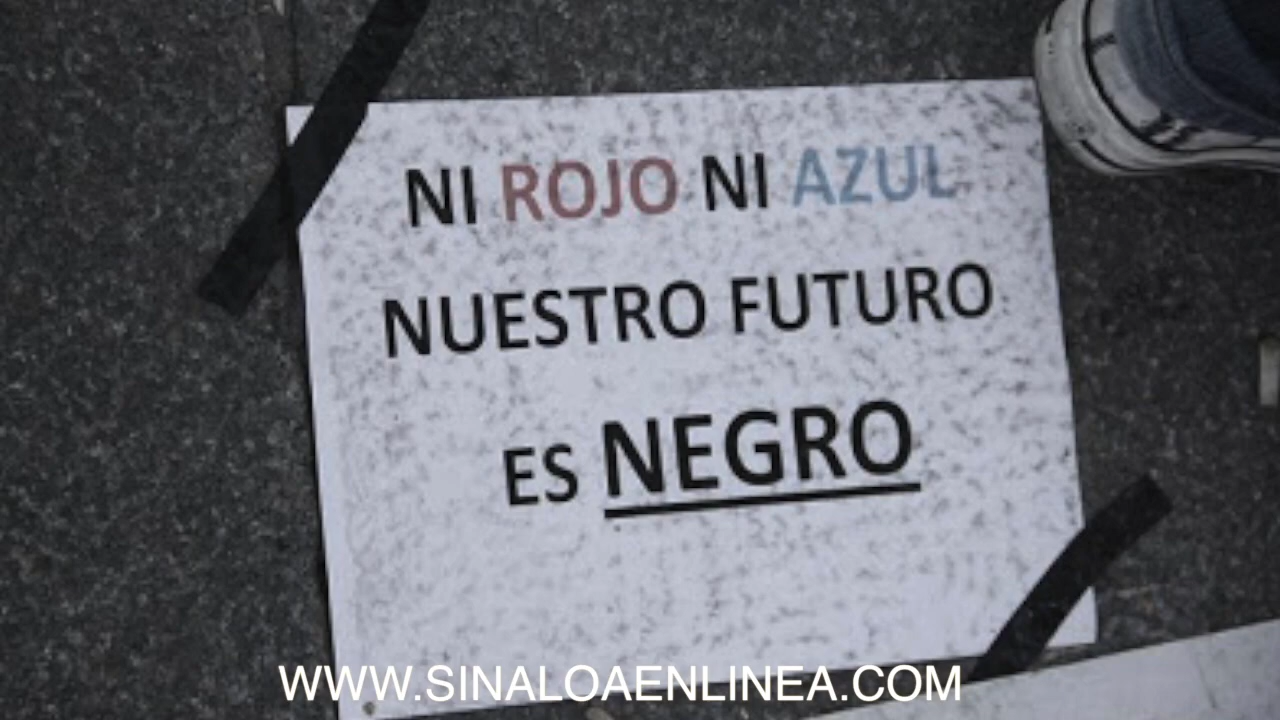 NI ROJO NI AZUL
NUESTRO FUTURO
ES NEGRO
WWW.SINALOAENLINEA.COM